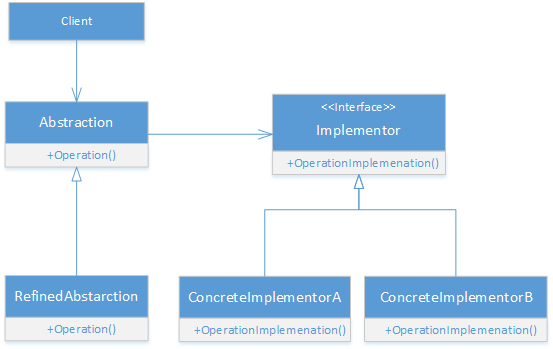 Client
Abstraction
+Operation()
<<Interface>>
Implementor
+OperationImplemenation()
RefinedAbstarction
+Operation()
ConcreteImplementorA
+OperationImplemenation()
ConcreteImplementorB
+OperationImplemenation()